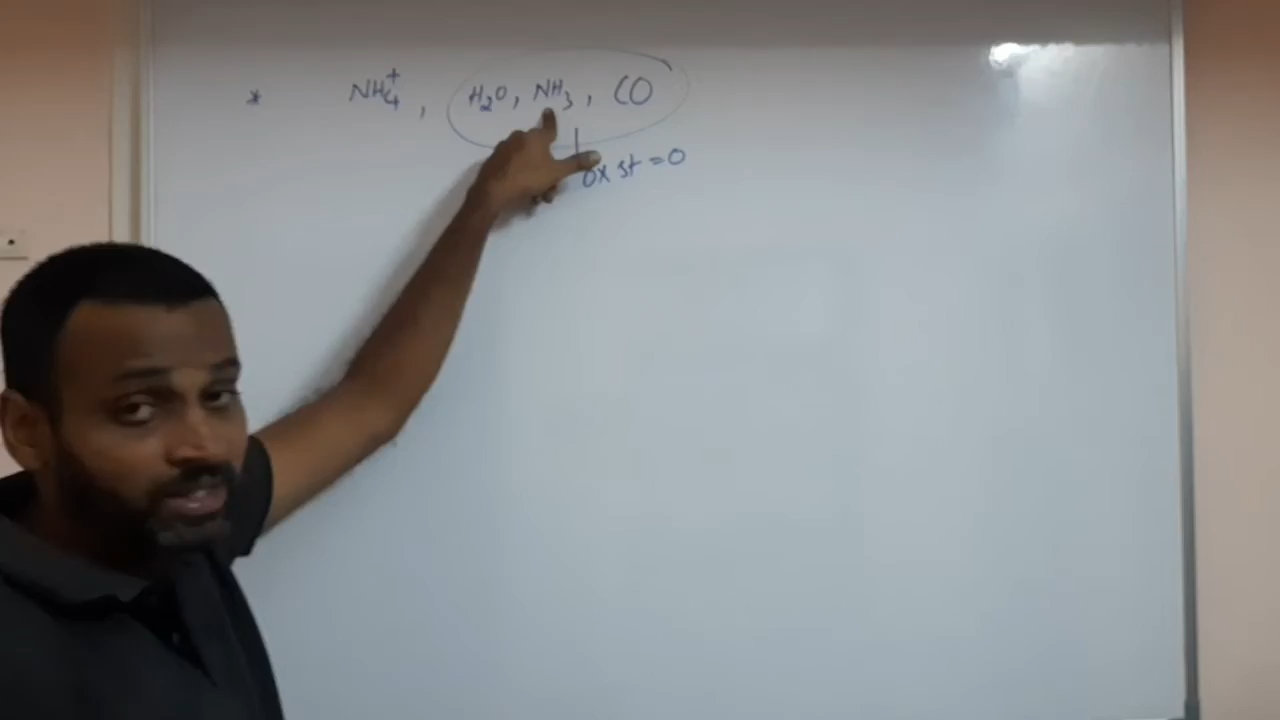 * NH₄⁺, H₂O, NH₃, CO
ox st = 0